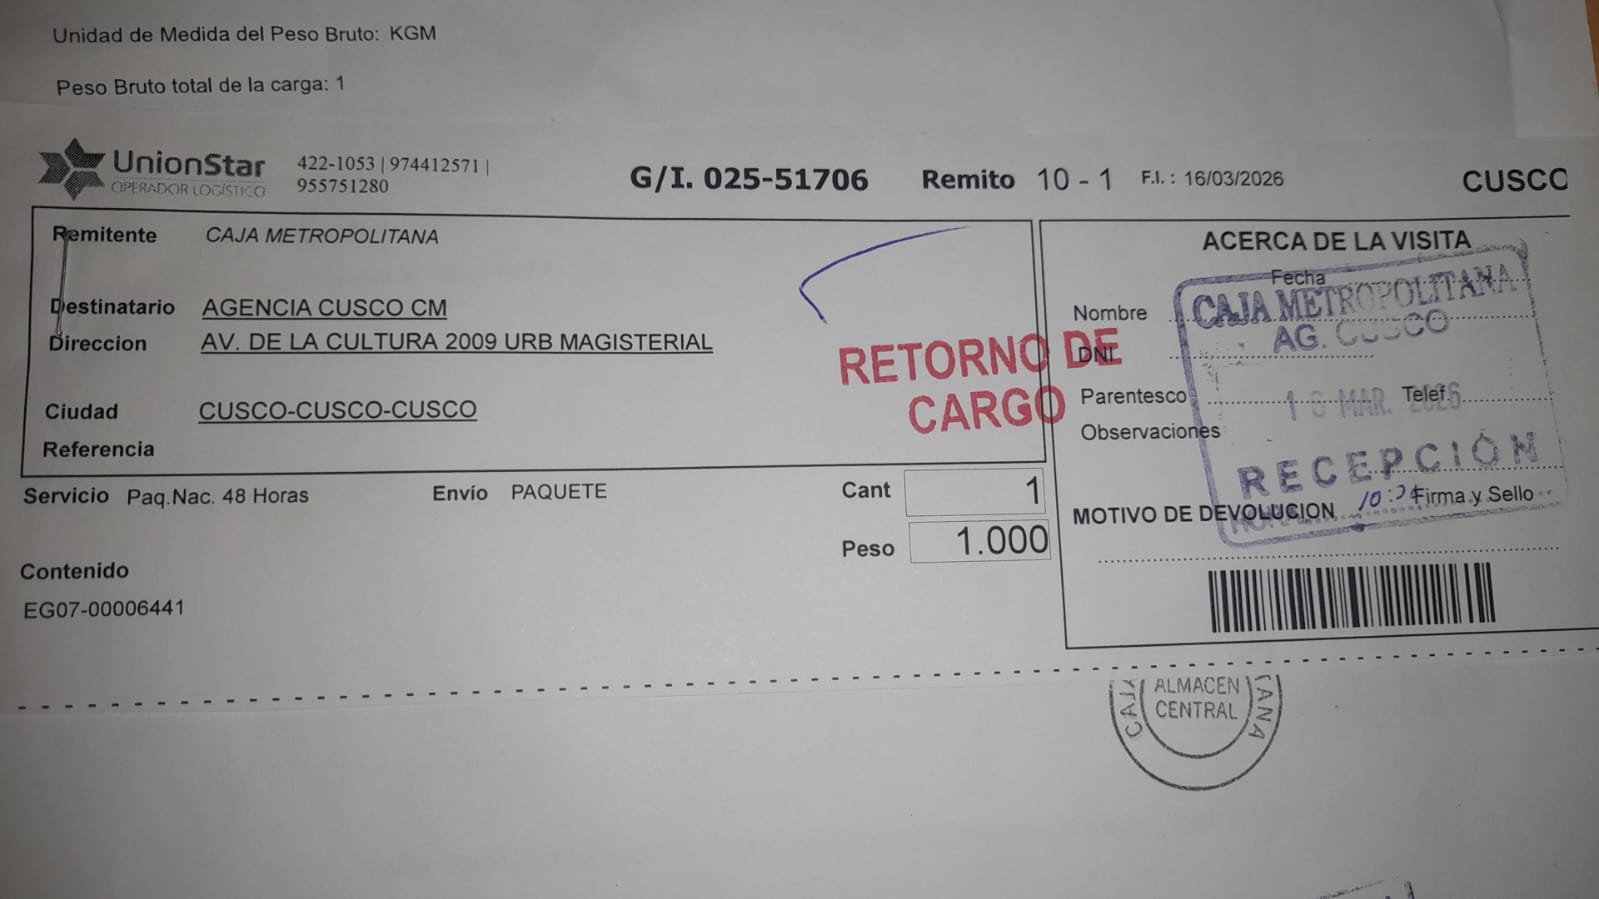 Unidad de Medida del Peso Bruto: KGM
Peso Bruto total de la carga: 1
UnionStar
OPERADOR LOGÍSTICO
422-1053 | 974412571 |
955751280
G/I. 025-51706 Remito 10 - 1 F.I. : 16/03/2026 CUSCO
Remitente CAJA METROPOLITANA
Destinatario AGENCIA CUSCO CM
Direccion AV. DE LA CULTURA 2009 URB MAGISTERIAL
Ciudad CUSCO-CUSCO-CUSCO
Referencia
RETORNO DE
CARGO
Servicio Paq.Nac. 48 Horas Envío PAQUETE Cant 1
Peso 1.000
Contenido
EG07-00006441
ACERCA DE LA VISITA
Fecha
Nombre
DNI
Parentesco Telef.
Observaciones
MOTIVO DE DEVOLUCION Firma y Sello
CAJA METROPOLITANA
AG. CUSCO
MAR. 2026
RECEPCIÓN
ALMACEN
CENTRAL